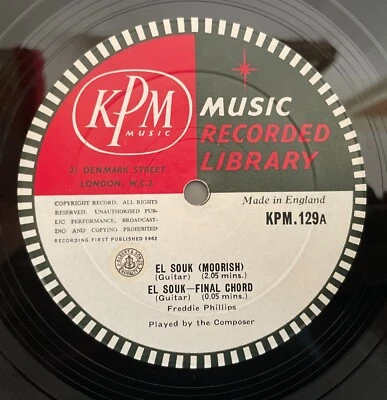 KPM
MUSIC
MUSIC
RECORDED
LIBRARY
21 DENMARK STREET
LONDON, W.C.2
COPYRIGHT RECORD. ALL RIGHTS
RESERVED. UNAUTHORISED PUB-
LIC PERFORMANCE, BROADCAST-
ING AND COPYING PROHIBITED
RECORDING FIRST PUBLISHED 1962
Made in England
KPM.129A
EL SOUK (MOORISH)
(Guitar) (2.05 mins.)
EL SOUK—FINAL CHORD
(Guitar) (0.05 mins.)
Freddie Phillips
Played by the Composer